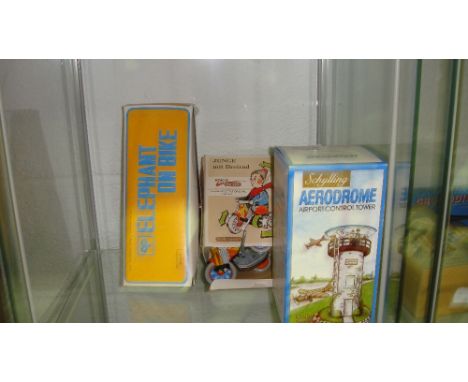 ELEPHANT
ON BIKE
JUNGE
mit Dreirad
Schylling
AERODROME
AIRPORT CONTROL TOWER